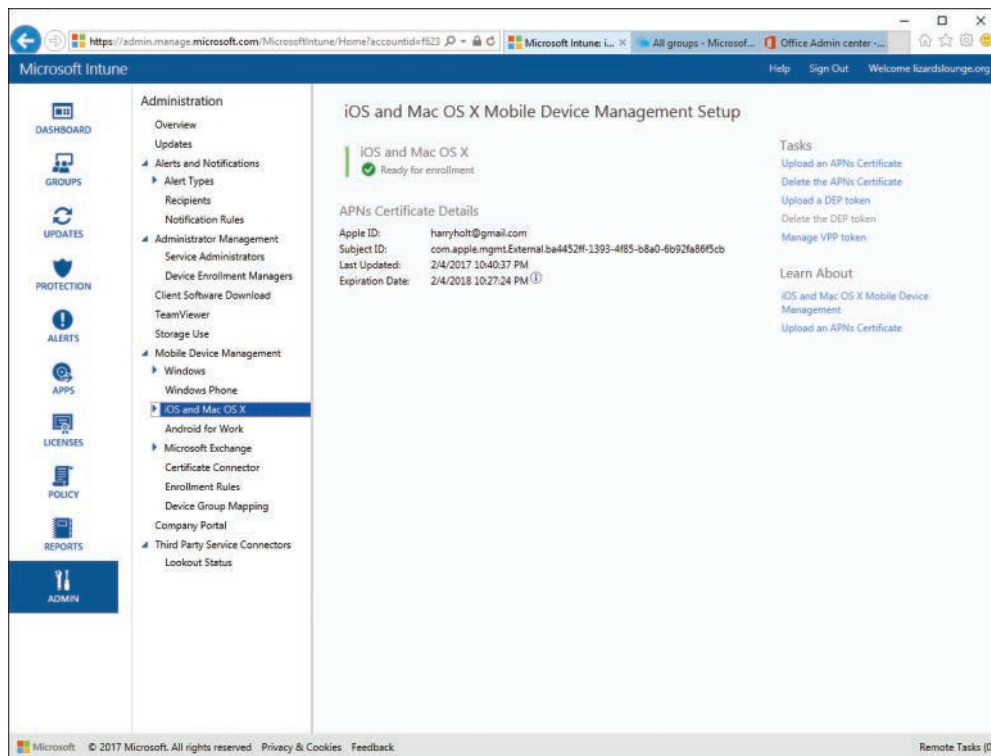 https://admin.manage.microsoft.com/MicrosoftIntune/Home?accountid=f623
Microsoft Intune: i...
All groups - Microsof...
Office Admin center -...
Microsoft Intune
Help
Sign Out
Welcome lizardslounge.org
DASHBOARD
GROUPS
UPDATES
PROTECTION
ALERTS
APPS
LICENSES
POLICY
REPORTS
ADMIN
Administration
Overview
Updates
Alerts and Notifications
Alert Types
Recipients
Notification Rules
Administrator Management
Service Administrators
Device Enrollment Managers
Client Software Download
TeamViewer
Storage Use
Mobile Device Management
Windows
Windows Phone
iOS and Mac OS X
Android for Work
Microsoft Exchange
Certificate Connector
Enrollment Rules
Device Group Mapping
Company Portal
Third Party Service Connectors
Lookout Status
iOS and Mac OS X Mobile Device Management Setup
iOS and Mac OS X
Ready for enrollment
APNs Certificate Details
Apple ID: harryholt@gmail.com
Subject ID: com.apple.mgmt.External.ba4452ff-1393-4f85-b8a0-6b92fa86f5cb
Last Updated: 2/4/2017 10:40:37 PM
Expiration Date: 2/4/2018 10:27:24 PM
Tasks
Upload an APNs Certificate
Delete the APNs Certificate
Upload a DEP token
Delete the DEP token
Manage VPP token
Learn About
iOS and Mac OS X Mobile Device
Management
Upload an APNs Certificate
Microsoft © 2017 Microsoft. All rights reserved Privacy & Cookies Feedback
Remote Tasks (0